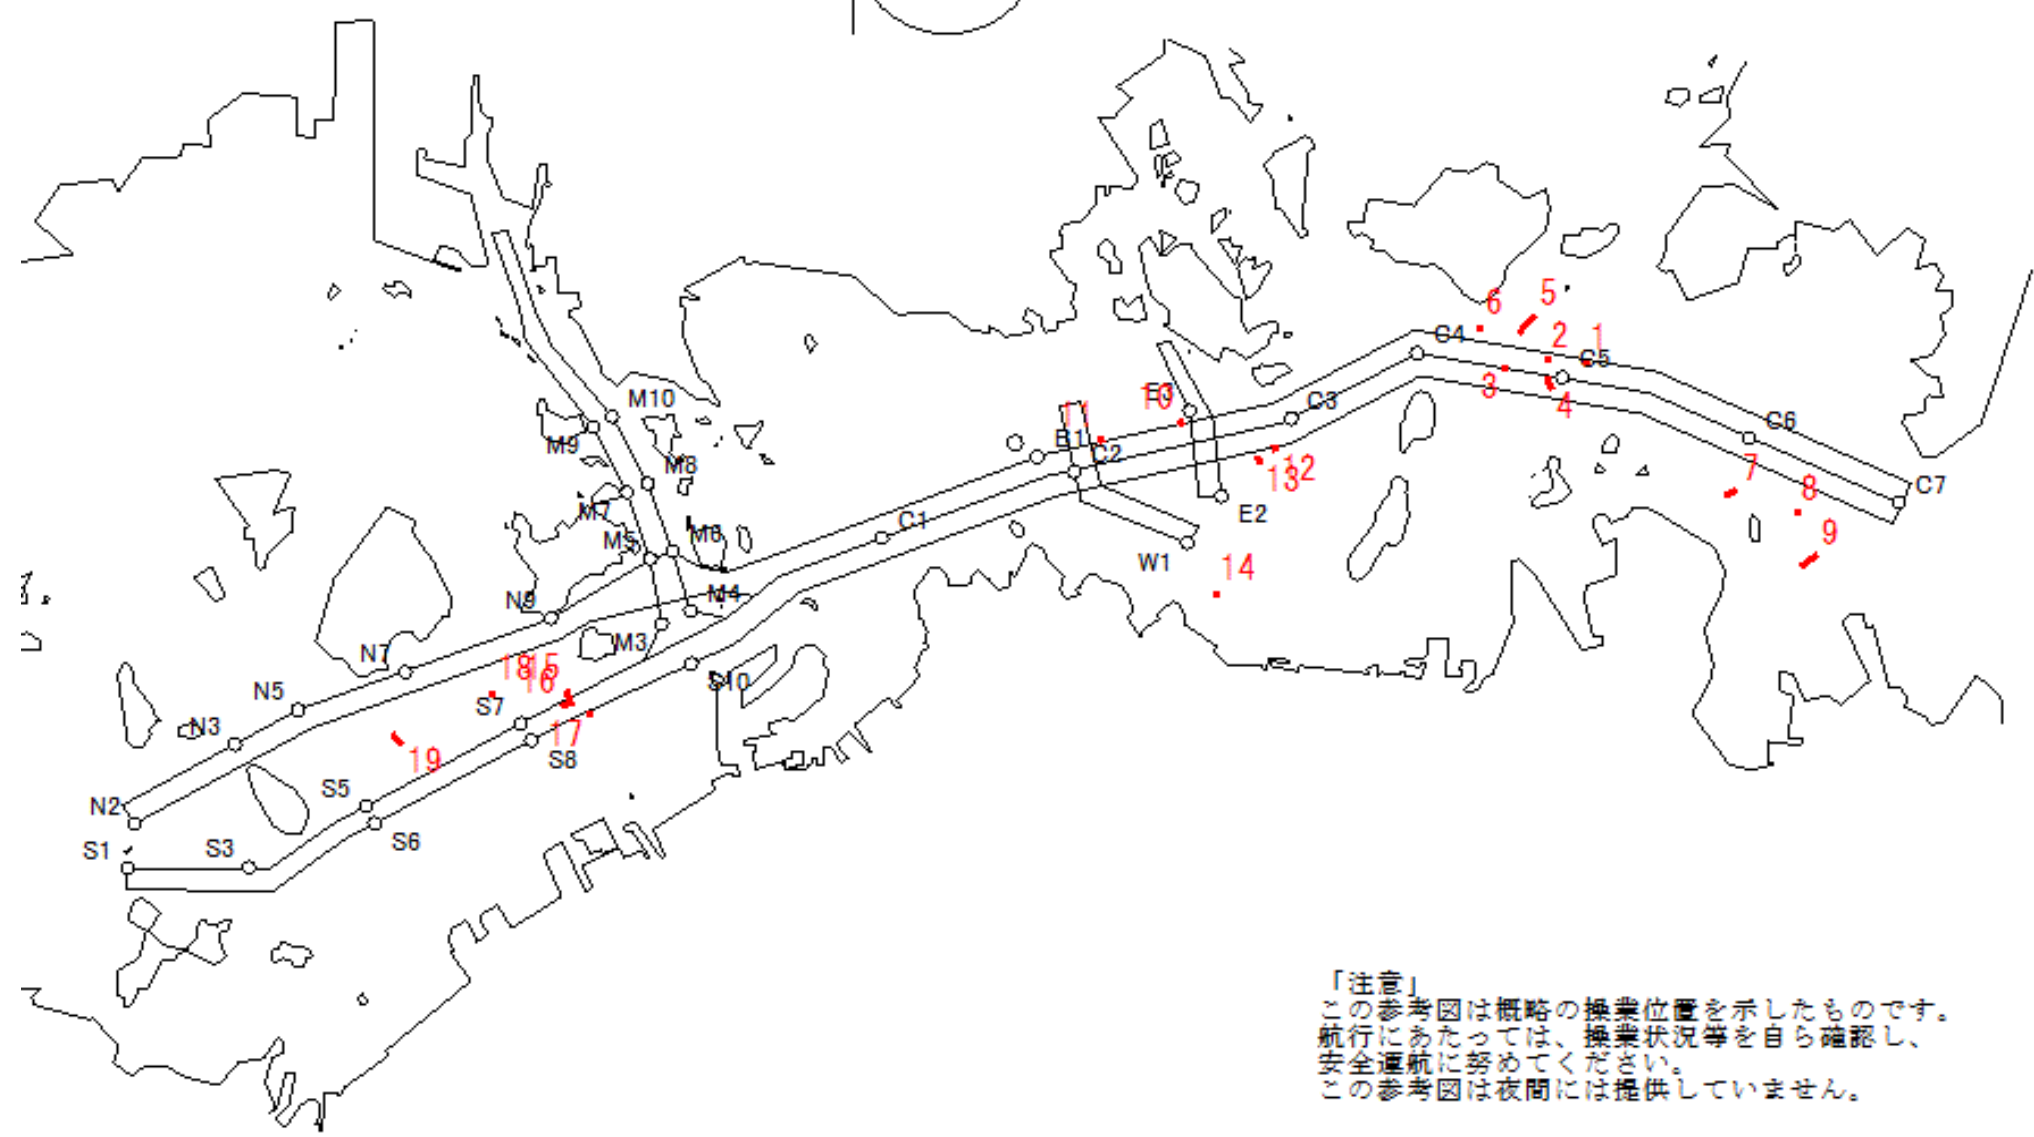 6
5
C4
2
1
C5
3
4
M10
E3
10
C3
C6
M9
11
B1
C2
12
13
M8
7
8
C7
M7
E2
M5
M6
C1
9
W1
14
N9
M4
M3
N7
18
15
16
S10
N5
S7
N3
17
S8
19
N2
S5
S6
S1
S3
「注意」
この参考図は概略の操業位置を示したものです。
航行にあたっては、操業状況等を自ら確認し、
安全運航に努めてください。
この参考図は夜間には提供していません。